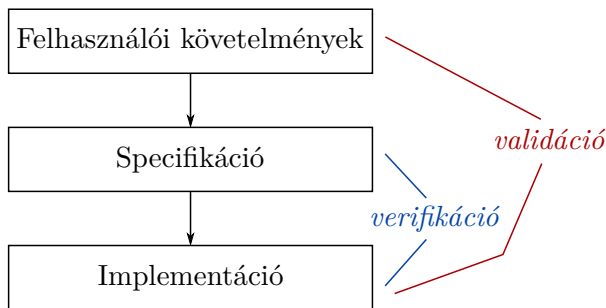 Felhasználói követelmények
Specifikáció
validáció
verifikáció
Implementáció